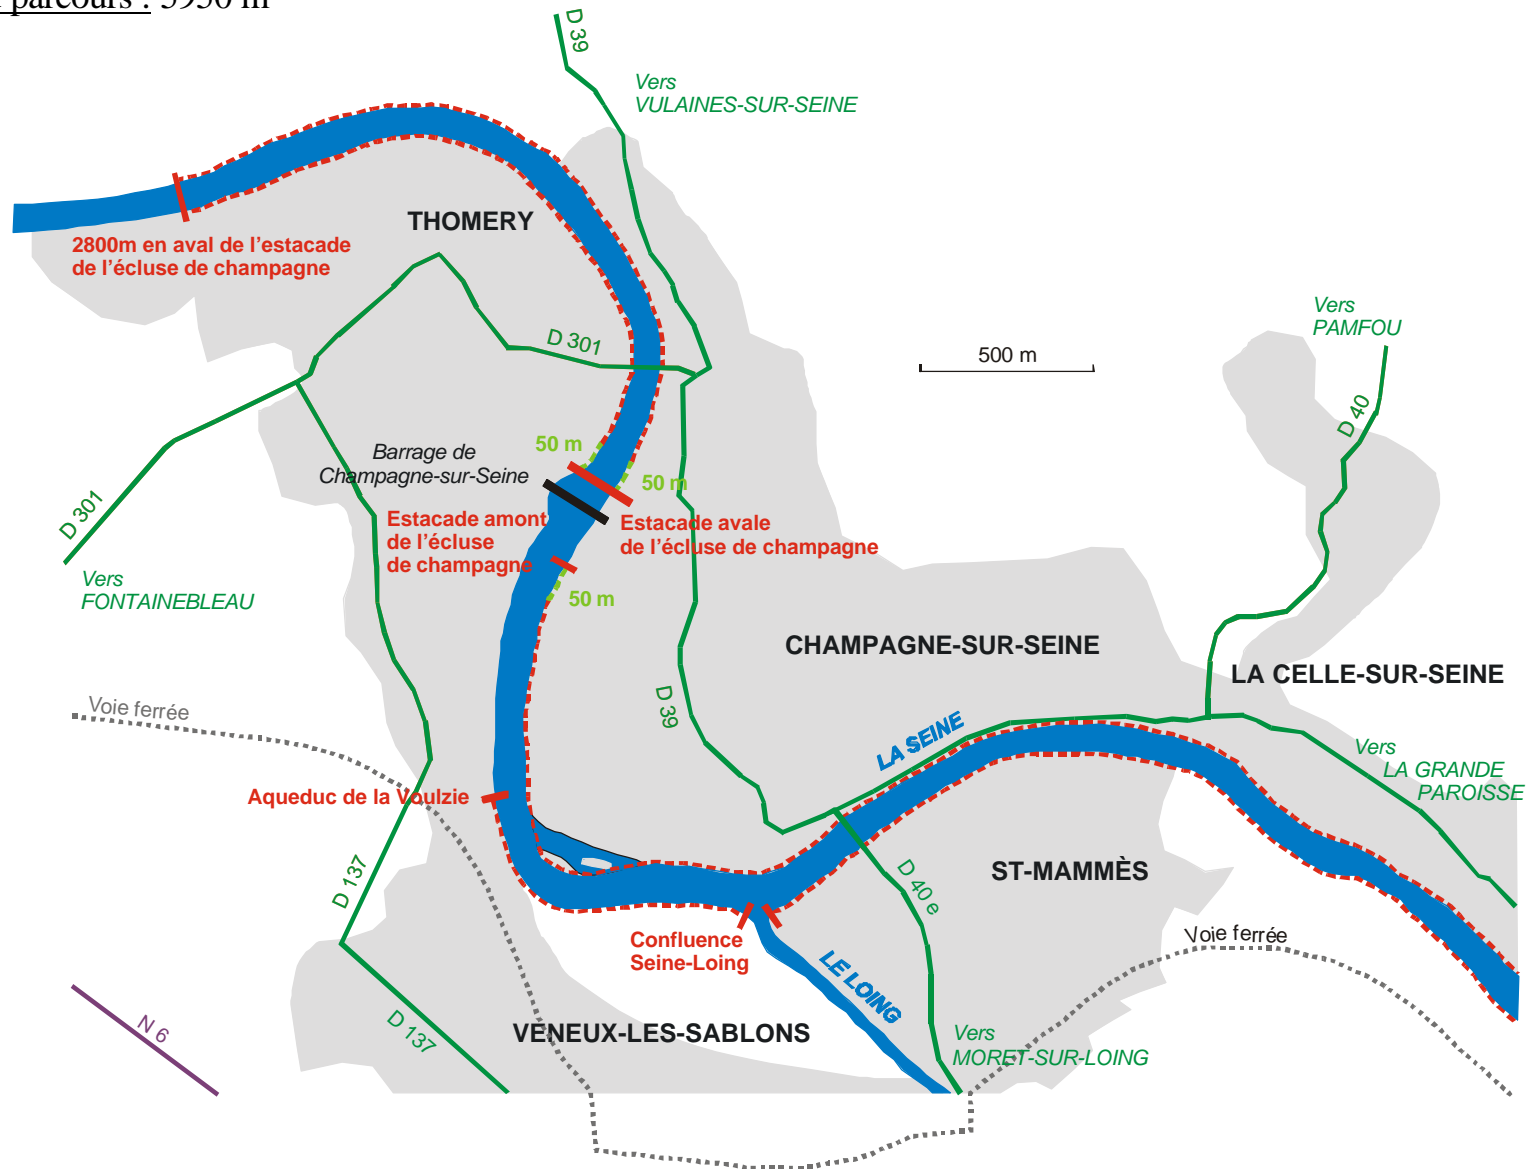 parcours : 5950 m
D 39
Vers
VULAINES-SUR-SEINE
THOMERY
2800m en aval de l'estacade
de l'écluse de champagne
D 301
500 m
Vers
PAMFOU
D 40
Barrage de
Champagne-sur-Seine
50 m
50 m
D 301
Estacade amont
de l'écluse
de champagne
Estacade avale
de l'écluse de champagne
Vers
FONTAINEBLEAU
50 m
CHAMPAGNE-SUR-SEINE
LA CELLE-SUR-SEINE
Voie ferrée
D 39
LA SEINE
Vers
LA GRANDE
PAROISSE
Aqueduc de la Voulzie
D 137
D 40 e
ST-MAMMÈS
Confluence
Seine-Loing
LE LOING
Voie ferrée
N 6
D 137
VENEUX-LES-SABLONS
Vers
MORET-SUR-LOING